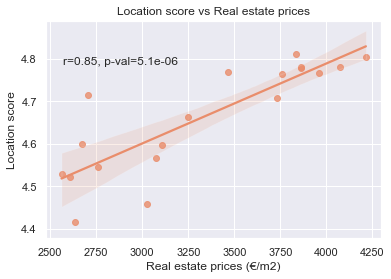 Location score vs Real estate prices
r=0.85, p-val=5.1e-06
Location score
4.8
4.7
4.6
4.5
4.4
2500 2750 3000 3250 3500 3750 4000 4250
Real estate prices (€/m2)